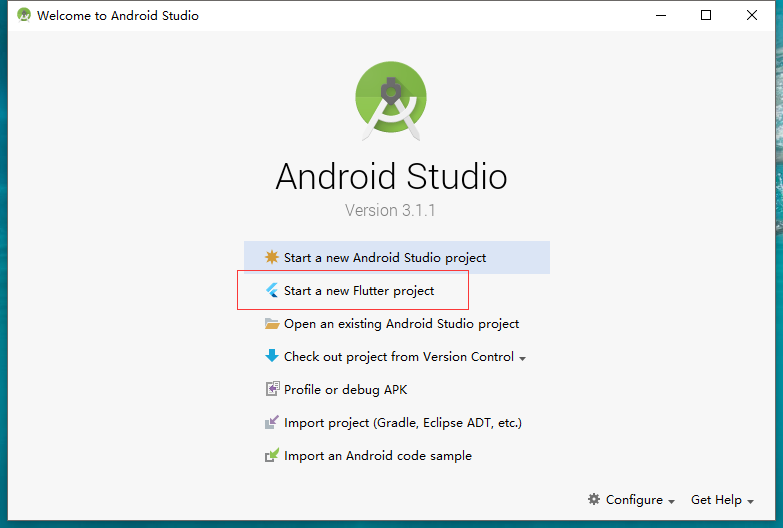 Welcome to Android Studio
Android Studio
Version 3.1.1
Start a new Android Studio project
Start a new Flutter project
Open an existing Android Studio project
Check out project from Version Control
Profile or debug APK
Import project (Gradle, Eclipse ADT, etc.)
Import an Android code sample
Configure Get Help